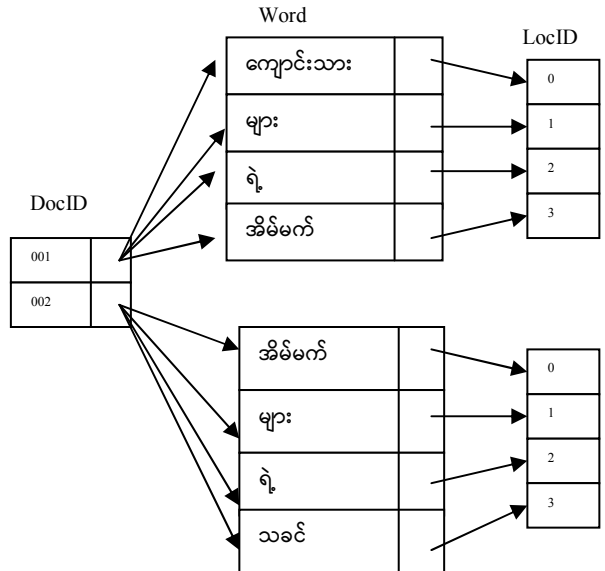 Word
LocID
ကျောင်းသား
0
များ
1
ရဲ့
2
အိမ်မက်
3
DocID
001
002
အိမ်မက်
0
များ
1
ရဲ့
2
သခင်
3